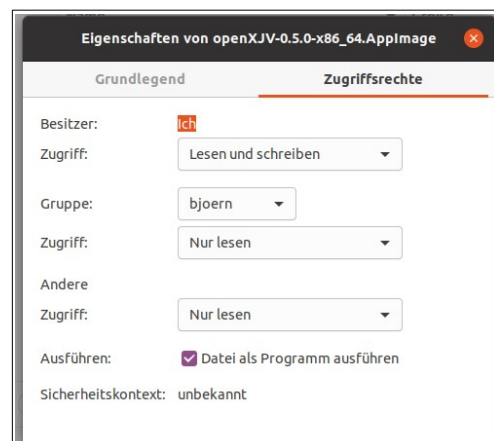 Eigenschaften von openXJV-0.5.0-x86_64.AppImage
Grundlegend Zugriffsrechte
Besitzer: Ich
Zugriff: Lesen und schreiben
Gruppe: bjoern
Zugriff: Nur lesen
Andere
Zugriff: Nur lesen
Ausführen: Datei als Programm ausführen
Sicherheitskontext: unbekannt